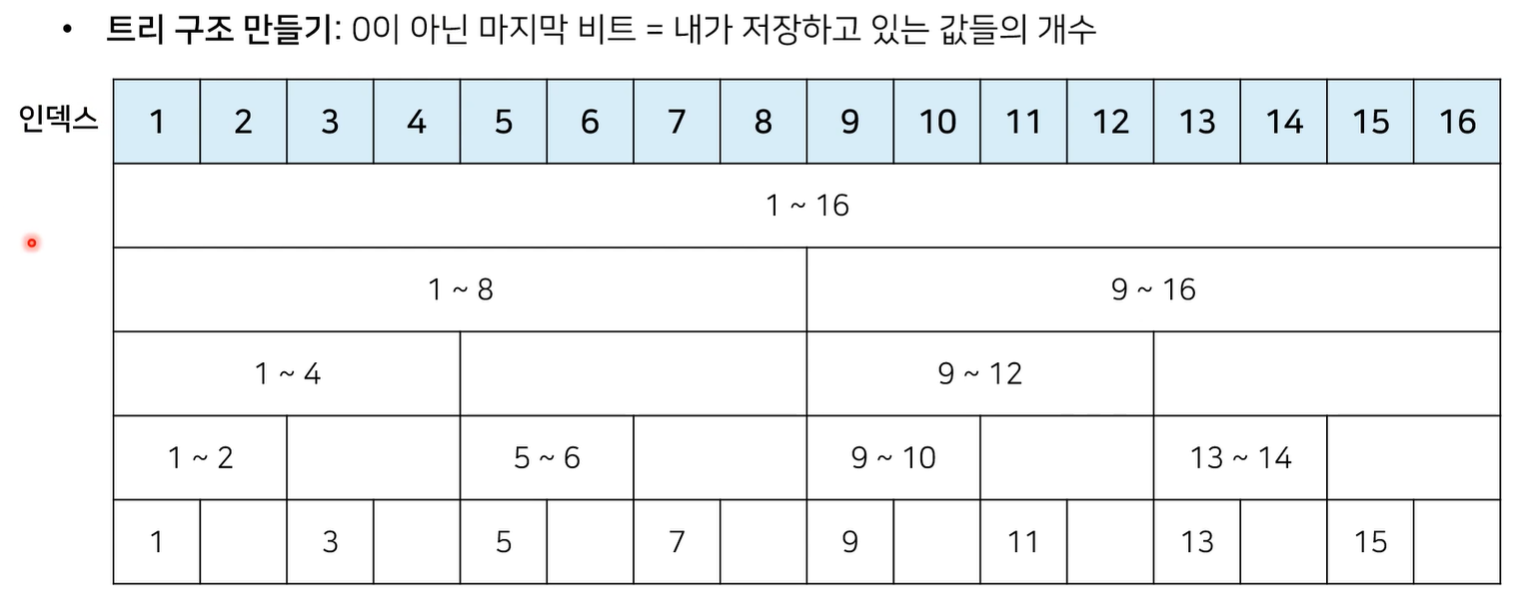 • 트리 구조 만들기: 0이 아닌 마지막 비트 = 내가 저장하고 있는 값들의 개수
인덱스 1 2 3 4 5 6 7 8 9 10 11 12 13 14 15 16
1 ~ 16
1 ~ 8 9 ~ 16
1 ~ 4 9 ~ 12
1 ~ 2 5 ~ 6 9 ~ 10 13 ~ 14
1 3 5 7 9 11 13 15